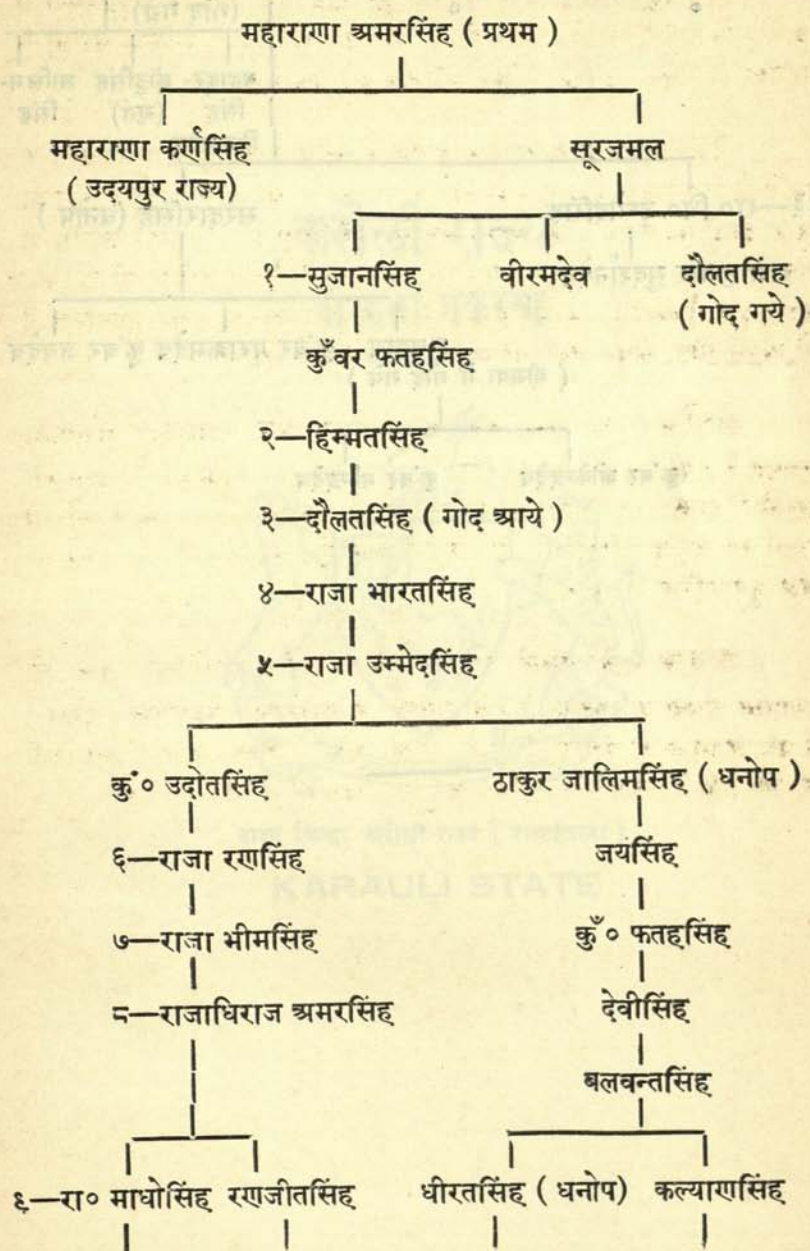 महाराणा अमरसिंह ( प्रथम )
महाराणा कर्णसिंह सूरजमल
( उदयपुर राज्य)
१—सुजानसिंह वीरमदेव दौलतसिंह
( गोद गये )
कुँवर फतहसिंह
२—हिम्मतसिंह
३—दौलतसिंह ( गोद आये )
४—राजा भारतसिंह
५—राजा उम्मेदसिंह
कुँ० उदोतसिंह ठाकुर जालिमसिंह ( धनोप )
६—राजा रणसिंह जयसिंह
७—राजा भीमसिंह कुँ० फतहसिंह
८—राजाधिराज अमरसिंह देवीसिंह
बलवन्तसिंह
९—रा० माधोसिंह रणजीतसिंह धीरतसिंह ( धनोप) कल्याणसिंह
KARAULI STATE